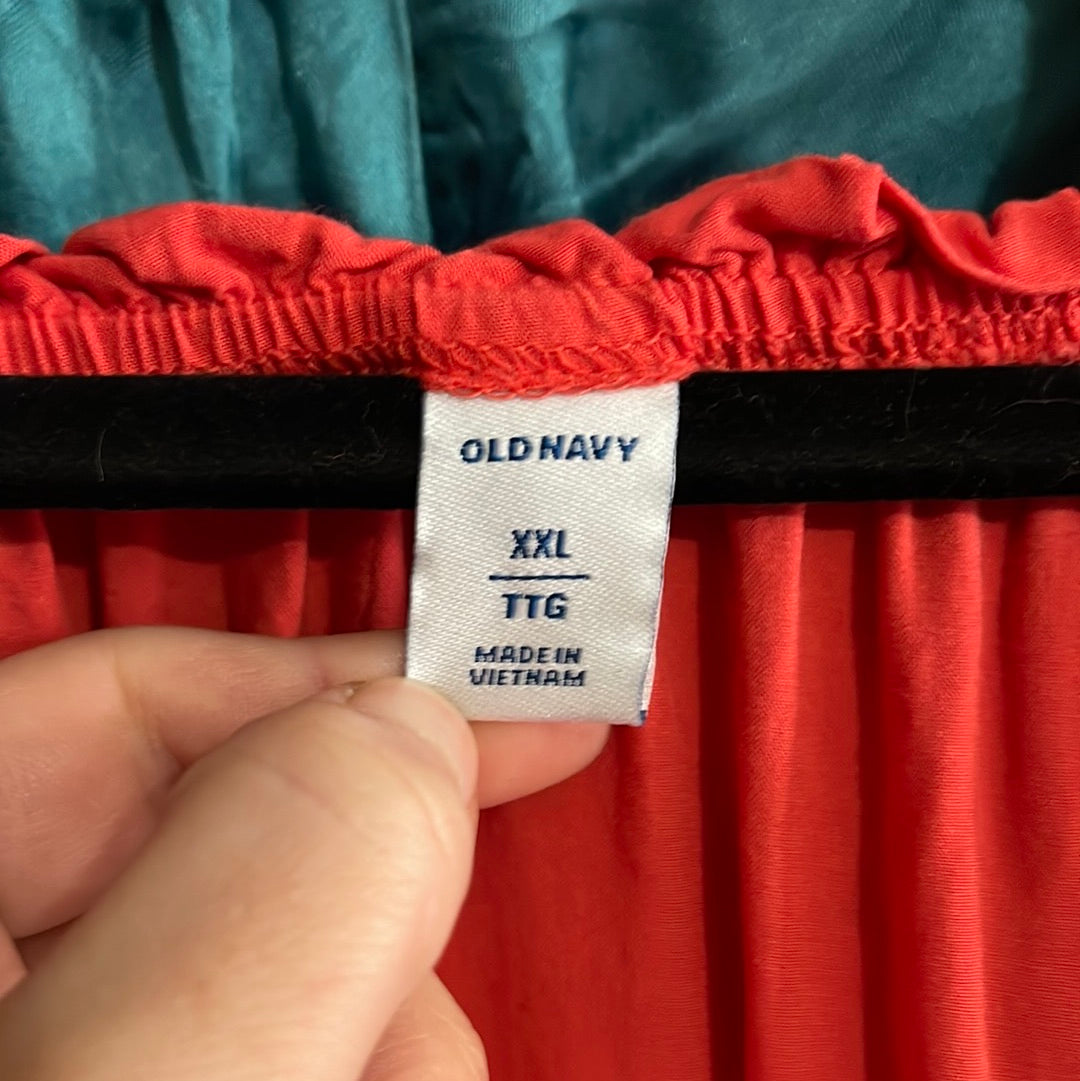 OLD NAVY
XXL
TTG
MADE IN
VIETNAM